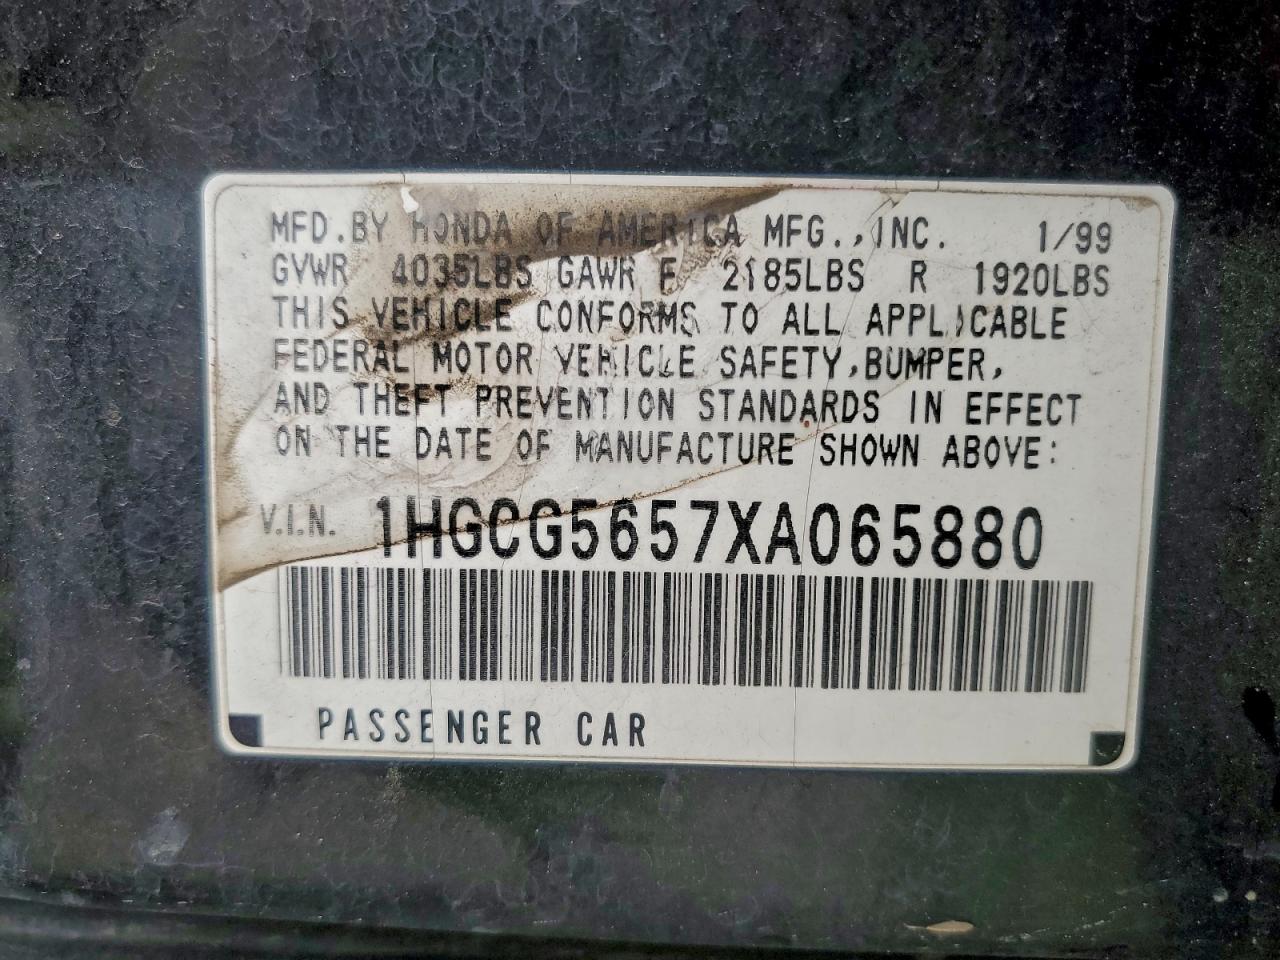 MFD.BY HONDA OF AMERICA MFG.,INC. 1/99
GVWR 4035LBS GAWR F 2185LBS R 1920LBS
THIS VEHICLE CONFORMS TO ALL APPLICABLE
FEDERAL MOTOR VEHICLE SAFETY,BUMPER,
AND THEFT PREVENTION STANDARDS IN EFFECT
ON THE DATE OF MANUFACTURE SHOWN ABOVE:
V.I.N. 1HGCG5657XA065880
PASSENGER CAR